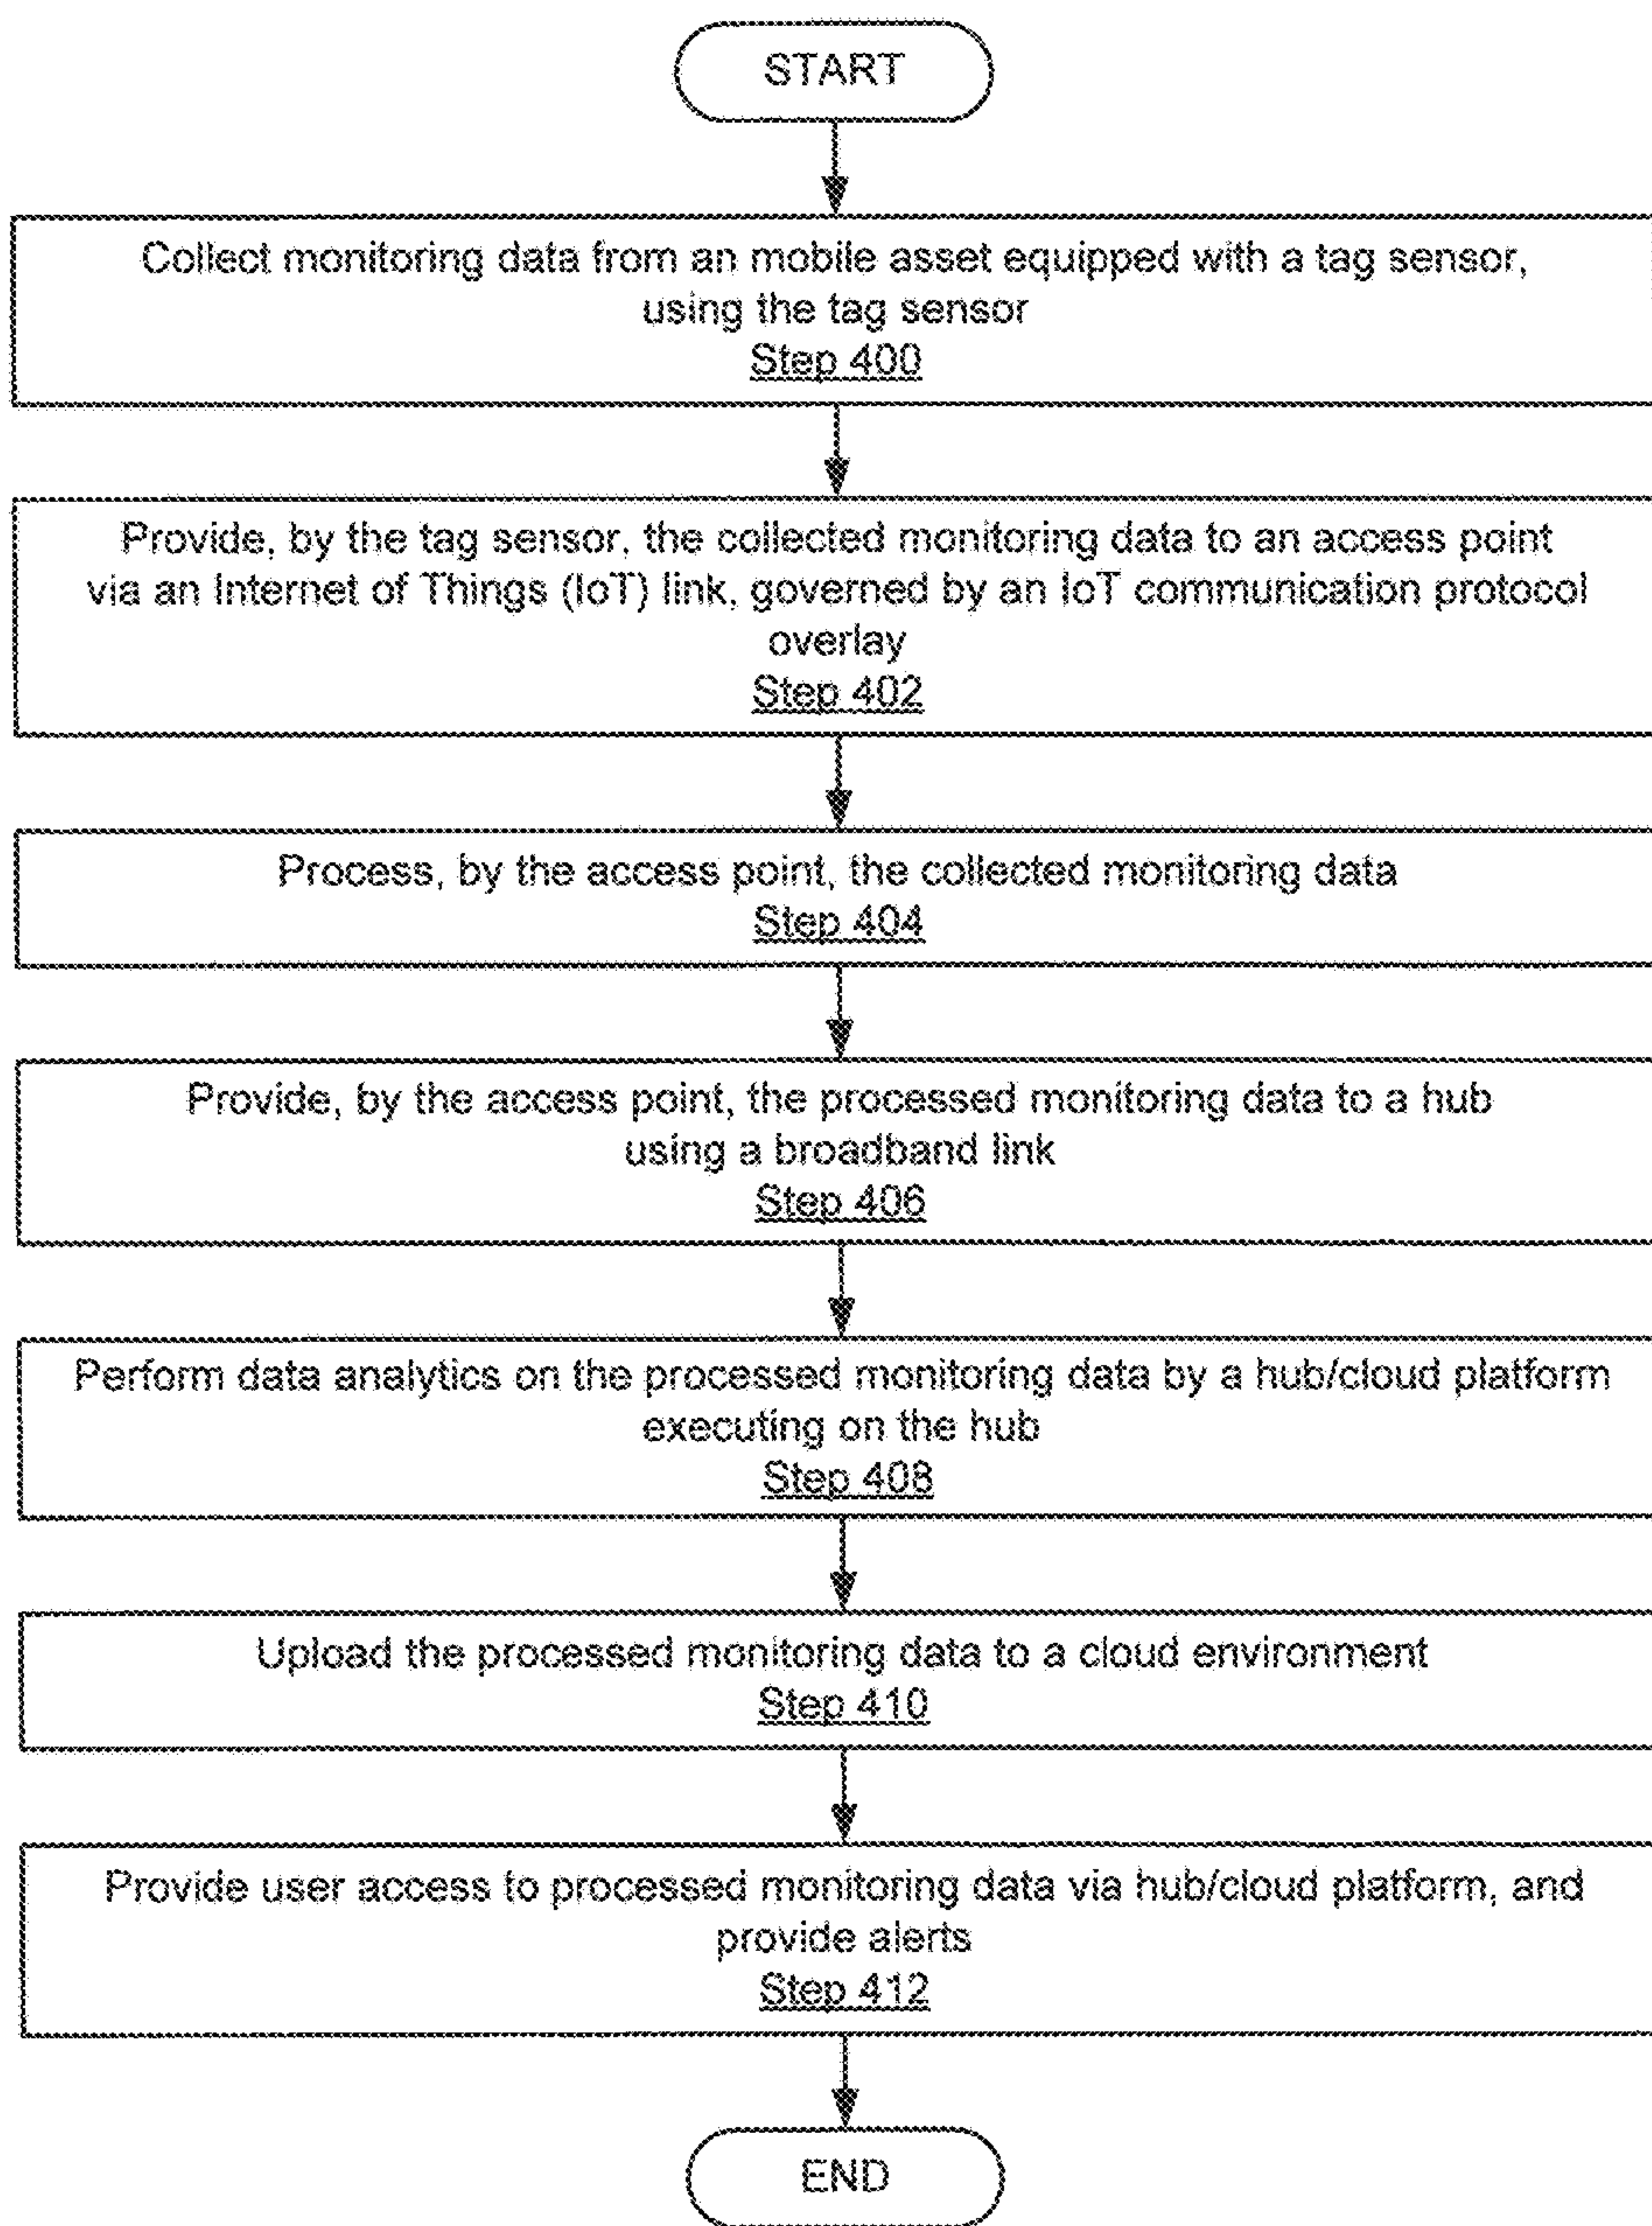 START
Collect monitoring data from an mobile asset equipped with a tag sensor,
using the tag sensor
Step 400
Provide, by the tag sensor, the collected monitoring data to an access point
via an Internet of Things (IoT) link, governed by an IoT communication protocol
overlay
Step 402
Process, by the access point, the collected monitoring data
Step 404
Provide, by the access point, the processed monitoring data to a hub
using a broadband link
Step 406
Perform data analytics on the processed monitoring data by a hub/cloud platform
executing on the hub
Step 408
Upload the processed monitoring data to a cloud environment
Step 410
Provide user access to processed monitoring data via hub/cloud platform, and
provide alerts
Step 412
END